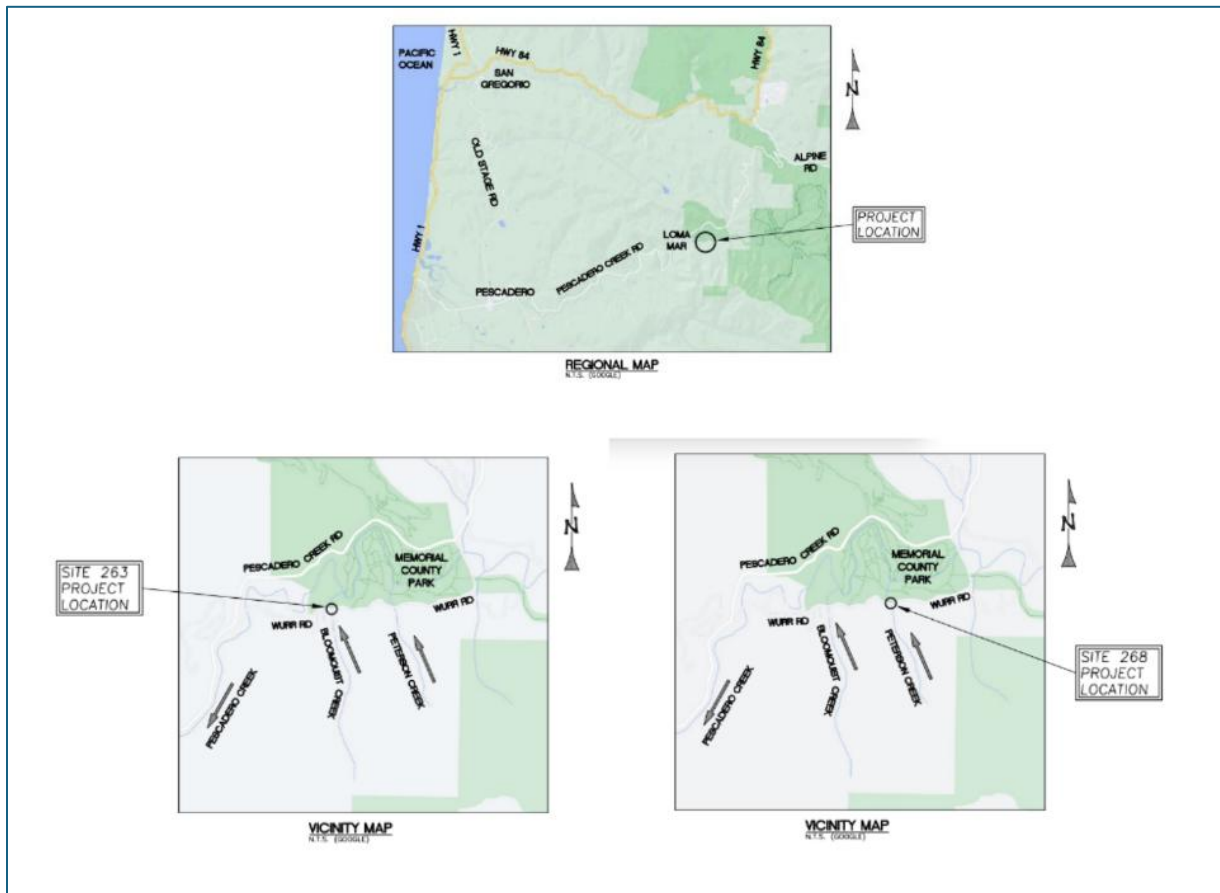 PACIFIC
OCEAN
HWY 1
HWY 84
HWY 84
SAN
GREGORIO
N
OLD STAGE RD
ALPINE
RD
PROJECT
LOCATION
LOMA
MAR
HWY 1
PESCADERO CREEK RD
PESCADERO
REGIONAL MAP
N.T.S. (GOOGLE)
SITE 263
PROJECT
LOCATION
PESCADERO CREEK RD
MEMORIAL
COUNTY
PARK
WURR RD
WURR RD
BLOOMQUIST CREEK
PETERSON CREEK
PESCADERO CREEK
N
VICINITY MAP
N.T.S. (GOOGLE)
PESCADERO CREEK RD
MEMORIAL
COUNTY
PARK
WURR RD
WURR RD
BLOOMQUIST CREEK
PETERSON CREEK
PESCADERO CREEK
N
SITE 268
PROJECT
LOCATION
VICINITY MAP
N.T.S. (GOOGLE)